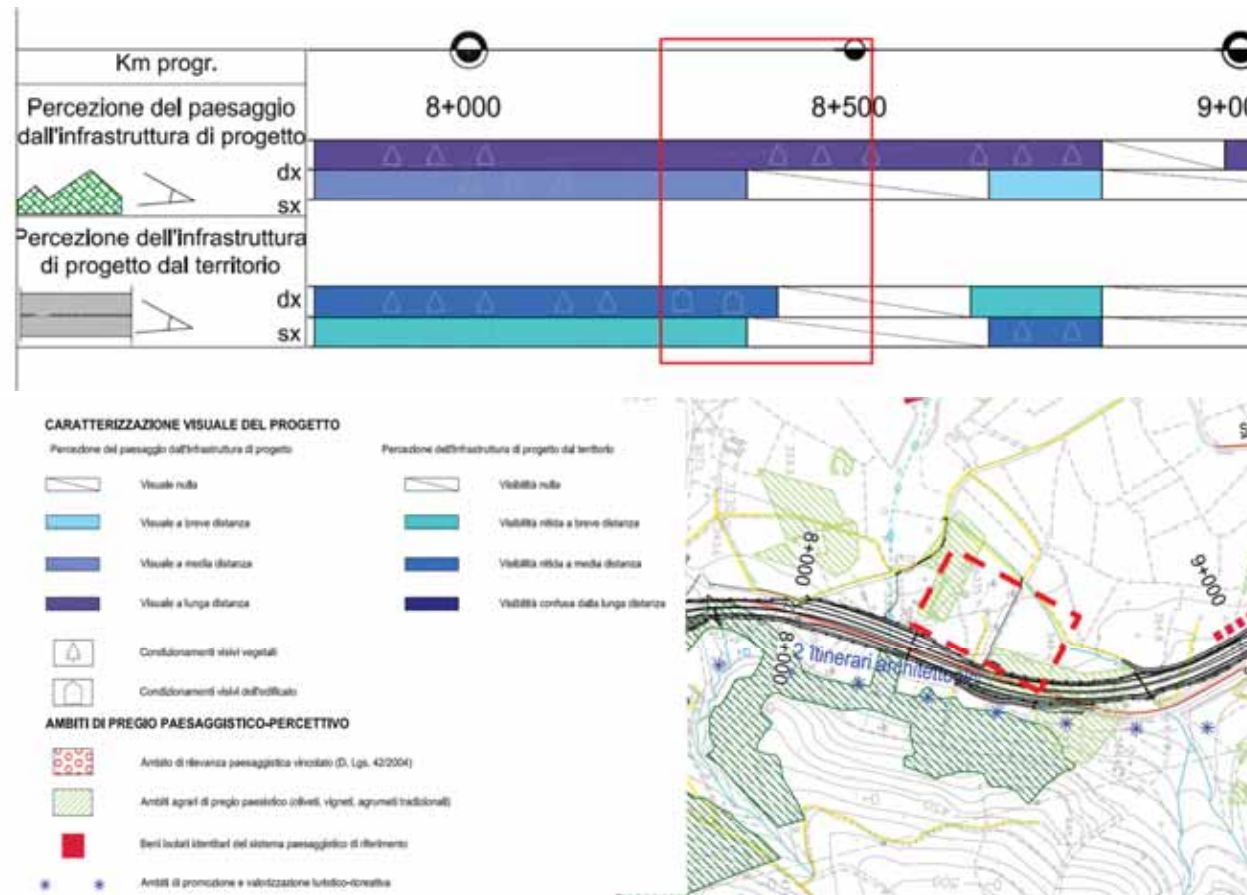 Km progr.
8+000
8+500
9+00
Percezione del paesaggio
dall'infrastruttura di progetto
dx
sx
Percezione dell'infrastruttura
di progetto dal territorio
dx
sx
CARATTERIZZAZIONE VISUALE DEL PROGETTO
Percezione del paesaggio dall'infrastruttura di progetto
Percezione dell'infrastruttura di progetto dal territorio
Visuale nulla
Visibilità nulla
Visuale a breve distanza
Visibilità nitida a breve distanza
Visuale a media distanza
Visibilità nitida a media distanza
Visuale a lunga distanza
Visibilità confusa dalla lunga distanza
Condizionamenti visivi vegetali
Condizionamenti visivi dell'edificato
AMBITI DI PREGIO PAESAGGISTICO-PERCETTIVO
Ambito di rilevanza paesaggistica vincolato (D. Lgs. 42/2004)
Ambiti agrari di pregio paesistico (oliveti, vigneti, agrumeti tradizionali)
Beni isolati identitari del sistema paesaggistico di riferimento
Ambiti di promozione e valorizzazione turistico-ricreativa
8+000
8+000
9+000
2 Itinerari